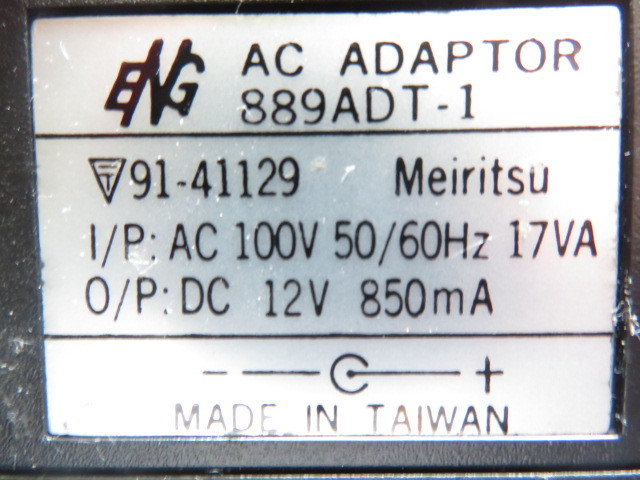 ENG AC ADAPTOR
889ADT-1
91-41129 Meiritsu
I/P: AC 100V 50/60Hz 17VA
O/P: DC 12V 850mA
- +
MADE IN TAIWAN